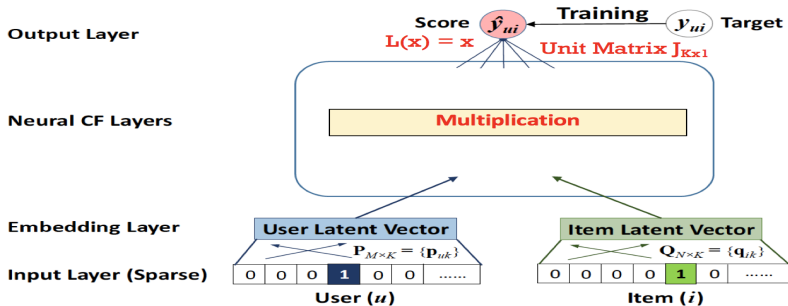 Output Layer
Score ŷui Training yui Target
L(x) = x
Unit Matrix JKx1
Neural CF Layers
Multiplication
Embedding Layer
User Latent Vector
Item Latent Vector
PM×K = {puk}
QN×K = {qik}
Input Layer (Sparse)
0 0 0 1 0 0 ......
0 0 0 0 0 1 0 ......
User (u)
Item (i)